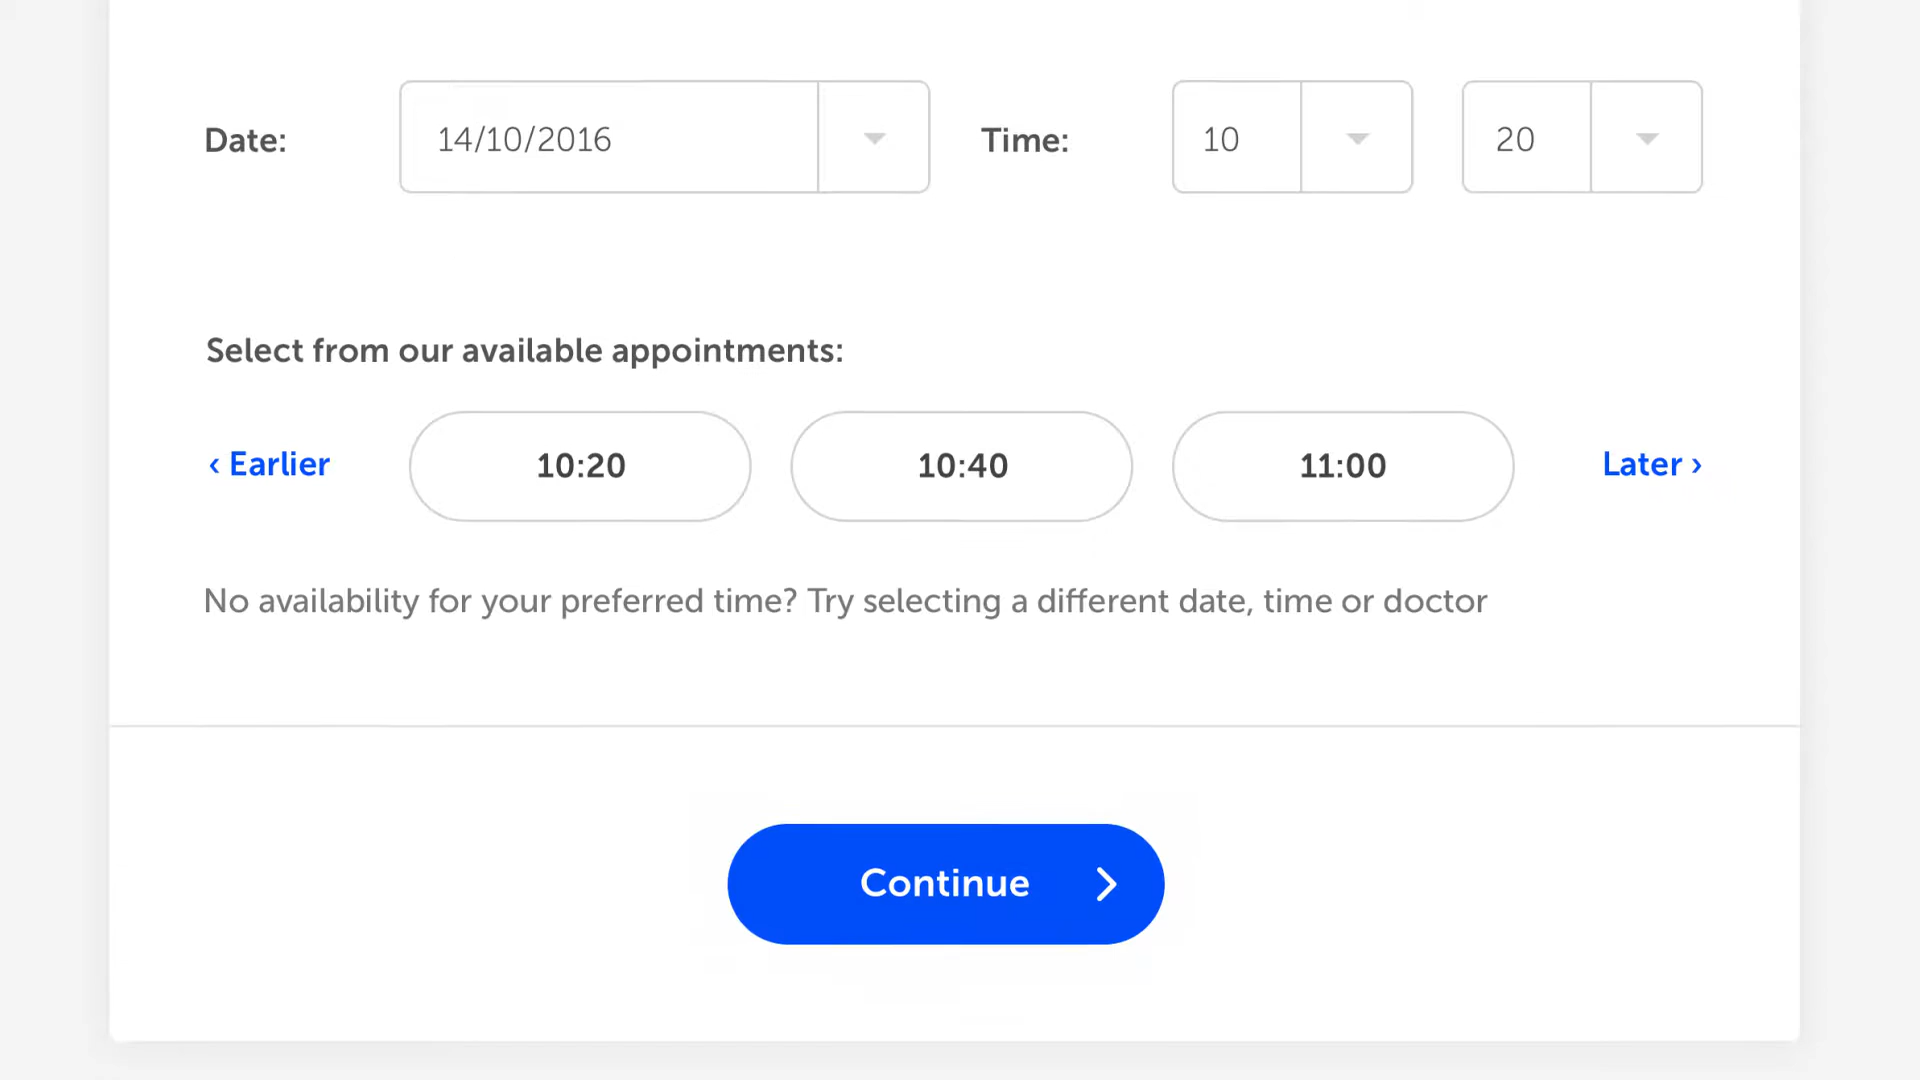 Date: 14/10/2016 Time: 10 20
Select from our available appointments:
‹ Earlier 10:20 10:40 11:00 Later ›
No availability for your preferred time? Try selecting a different date, time or doctor
Continue